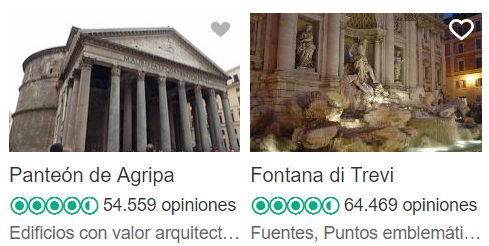 Panteón de Agripa
54.559 opiniones
Edificios con valor arquitect…
Fontana di Trevi
64.469 opiniones
Fuentes, Puntos emblemáti…